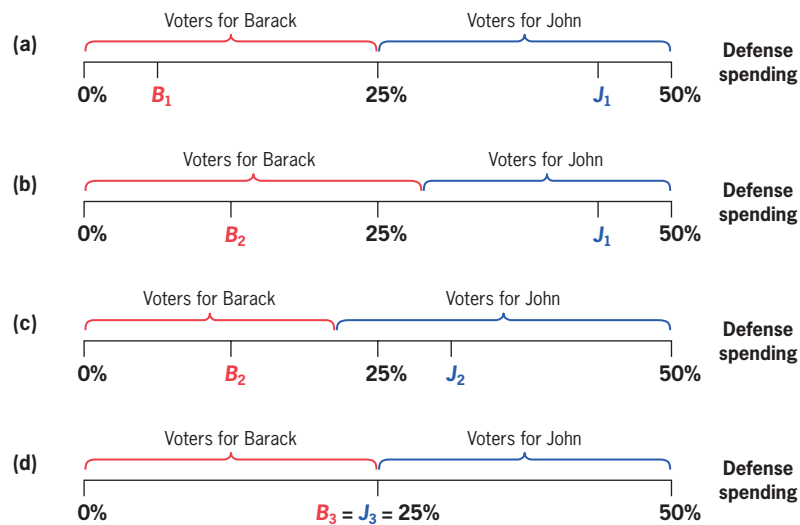 Voters for Barack Voters for John
(a) Defense spending
0% B₁ 25% J₁ 50%
Voters for Barack Voters for John
(b) Defense spending
0% B₂ 25% J₁ 50%
Voters for Barack Voters for John
(c) Defense spending
0% B₂ 25% J₂ 50%
Voters for Barack Voters for John
(d) Defense spending
0% B₃ = J₃ = 25% 50%